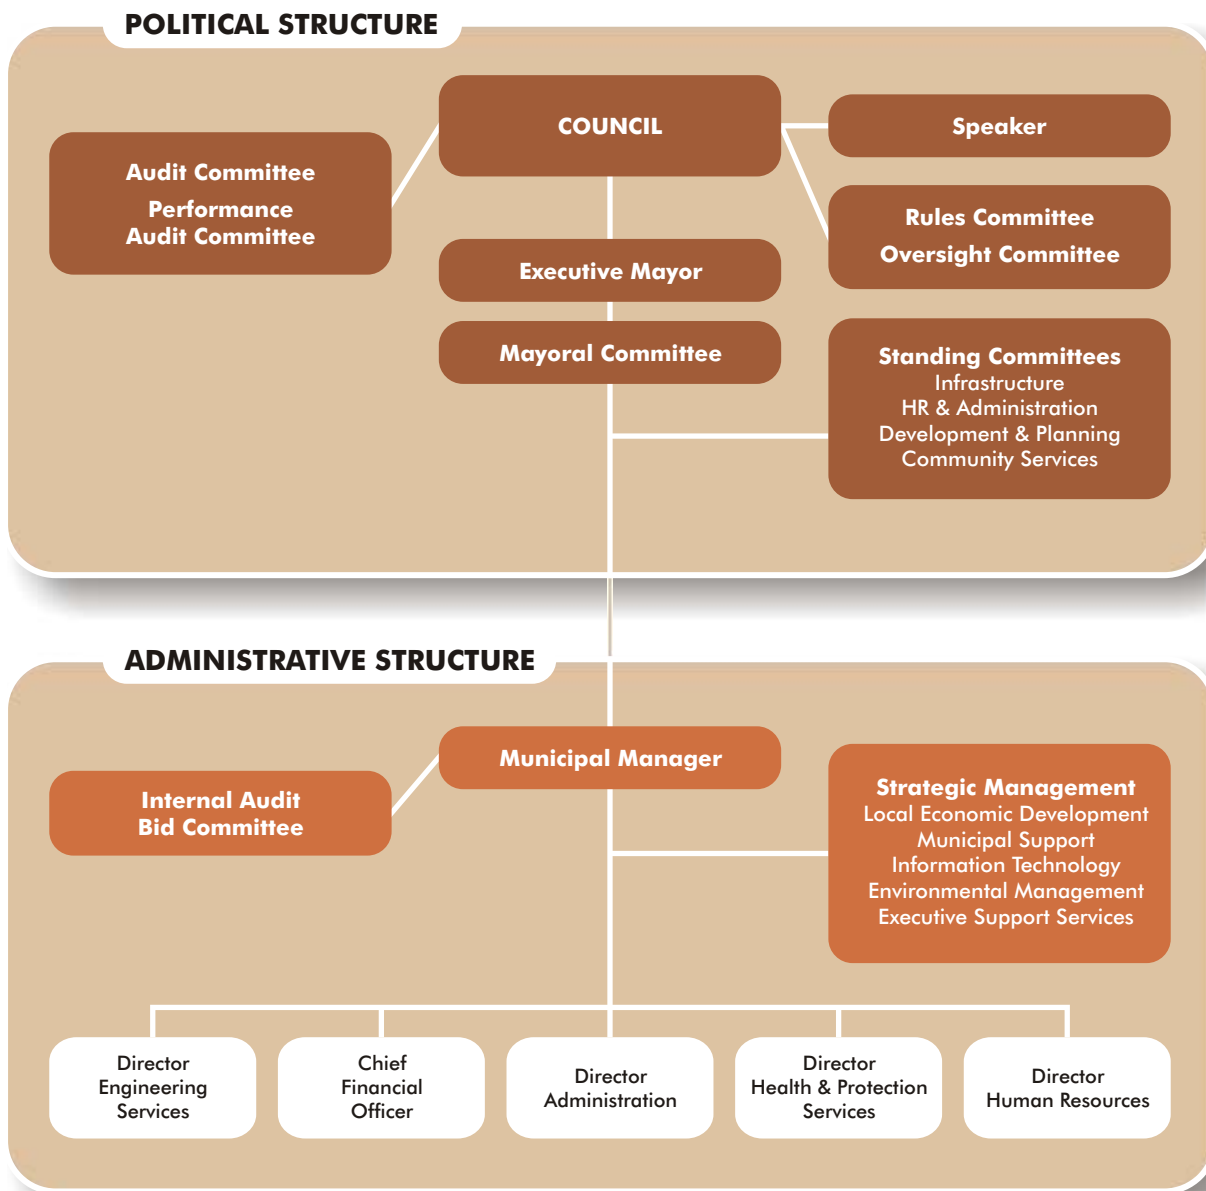 POLITICAL STRUCTURE
COUNCIL
Speaker
Audit Committee
Performance
Audit Committee
Rules Committee
Oversight Committee
Executive Mayor
Mayoral Committee
Standing Committees
Infrastructure
HR & Administration
Development & Planning
Community Services
ADMINISTRATIVE STRUCTURE
Municipal Manager
Internal Audit
Bid Committee
Strategic Management
Local Economic Development
Municipal Support
Information Technology
Environmental Management
Executive Support Services
Director
Engineering
Services
Chief
Financial
Officer
Director
Administration
Director
Health & Protection
Services
Director
Human Resources